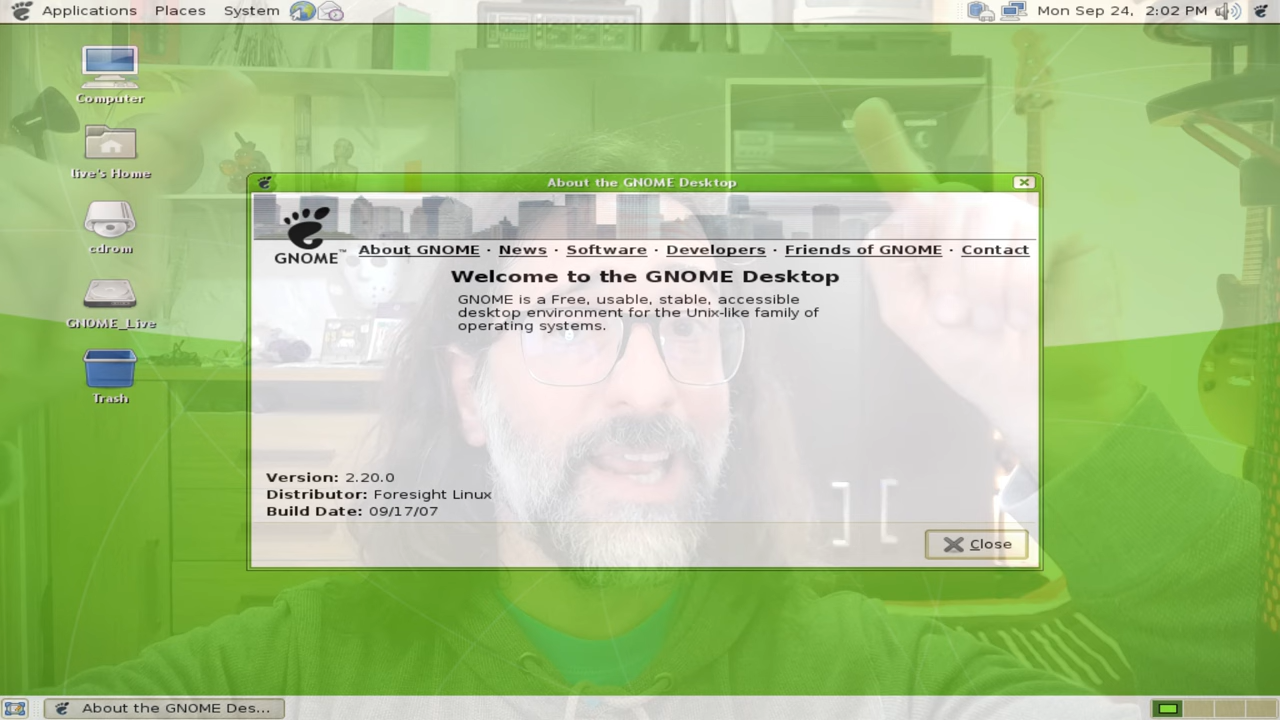 Applications Places System
Mon Sep 24, 2:02 PM
Computer
live's Home
cdrom
GNOME_Live
Trash
About the GNOME Desktop
GNOME™
About GNOME · News · Software · Developers · Friends of GNOME · Contact
Welcome to the GNOME Desktop
GNOME is a Free, usable, stable, accessible
desktop environment for the Unix-like family of
operating systems.
Version: 2.20.0
Distributor: Foresight Linux
Build Date: 09/17/07
] [
Close
About the GNOME Des...